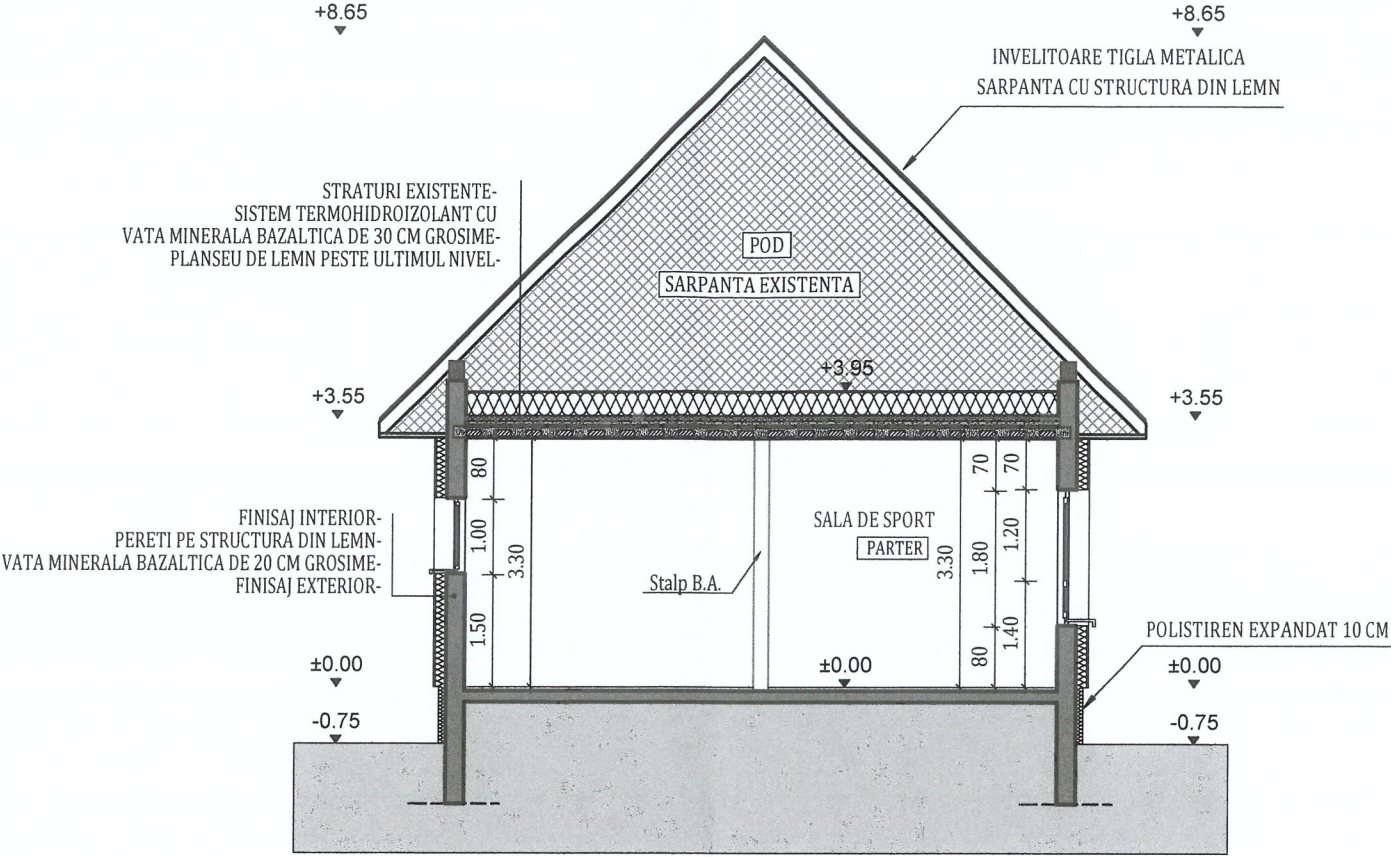 +8.65
+8.65
INVELITOARE TIGLA METALICA
SARPANTA CU STRUCTURA DIN LEMN
STRATURI EXISTENTE-
SISTEM TERMOHIDROIZOLANT CU
VATA MINERALA BAZALTICA DE 30 CM GROSIME-
PLANSEU DE LEMN PESTE ULTIMUL NIVEL-
POD
SARPANTA EXISTENTA
+3.95
+3.55
+3.55
80
1.00
1.50
3.30
FINISAJ INTERIOR-
PERETI PE STRUCTURA DIN LEMN-
VATA MINERALA BAZALTICA DE 20 CM GROSIME-
FINISAJ EXTERIOR-
Stalp B.A.
SALA DE SPORT
PARTER
3.30
70
1.80
80
70
1.20
1.40
POLISTIREN EXPANDAT 10 CM
±0.00
±0.00
±0.00
-0.75
-0.75